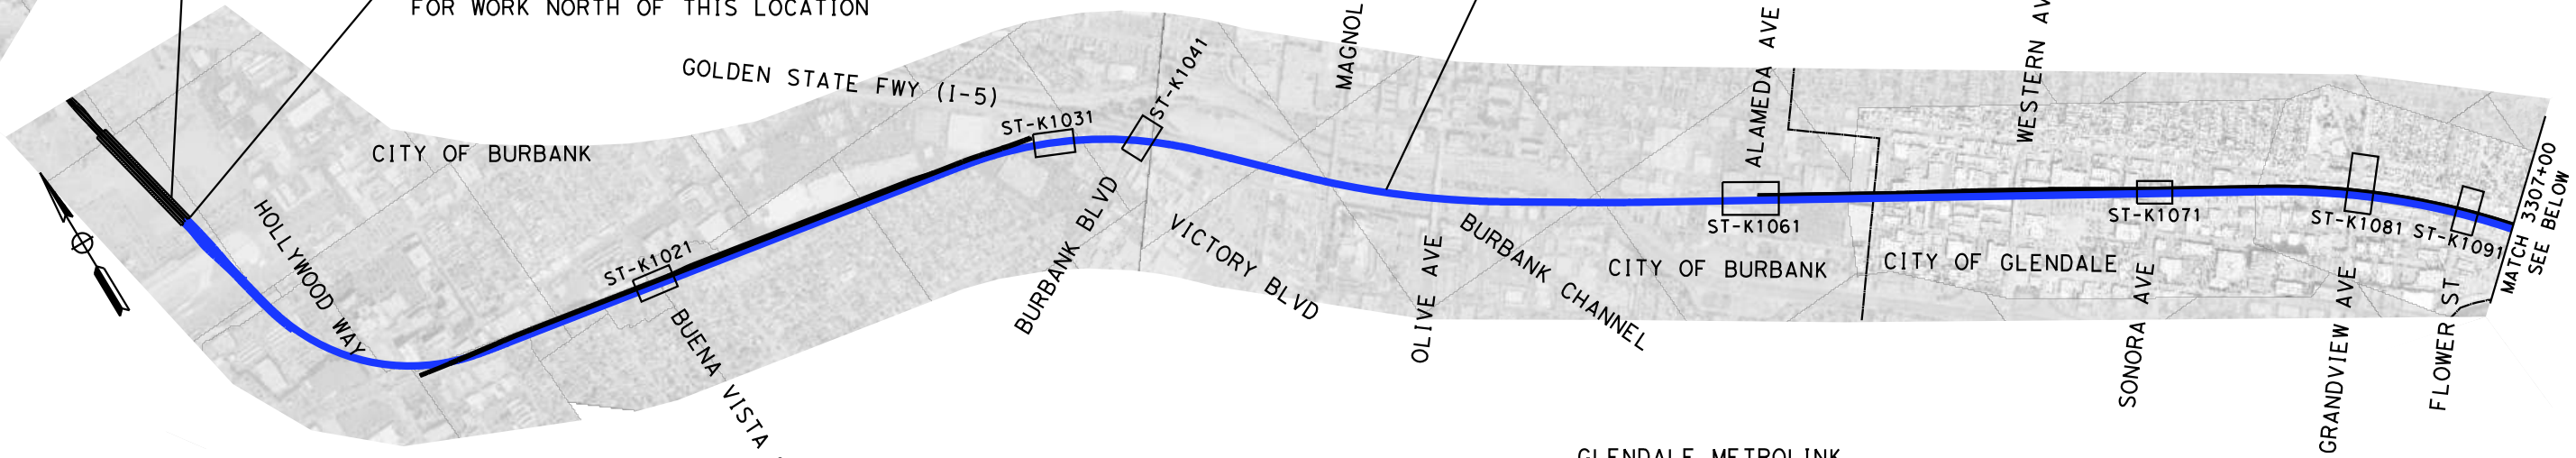 FOR WORK NORTH OF THIS LOCATION
GOLDEN STATE FWY (I-5)
CITY OF BURBANK
HOLLYWOOD WAY
ST-K1021
BUENA VISTA
ST-K1031
ST-K1041
BURBANK BLVD
VICTORY BLVD
MAGNOL
OLIVE AVE
BURBANK CHANNEL
ALAMEDA AVE
ST-K1061
CITY OF BURBANK
CITY OF GLENDALE
WESTERN AV
ST-K1071
SONORA AVE
ST-K1081
GRANDVIEW AVE
ST-K1091
FLOWER ST
MATCH 3307+00
SEE BELOW
GLENDALE METROLINK